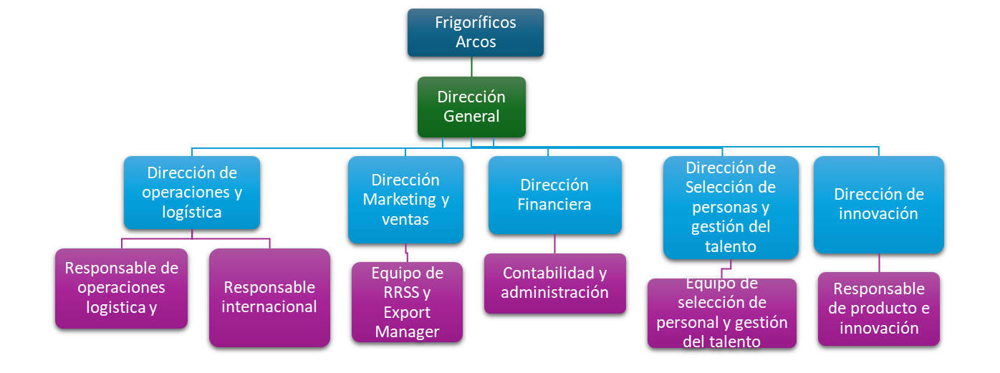 Frigoríficos
Arcos
Dirección
General
Dirección de
operaciones y
logística
Dirección
Marketing y
ventas
Dirección
Financiera
Dirección de
Selección de
personas y
gestión del
talento
Dirección de
innovación
Responsable de
operaciones
logistica y
Responsable
internacional
Equipo de
RRSS y
Export
Manager
Contabilidad y
administración
Equipo de
selección de
personal y gestión
del talento
Responsable
de producto e
innovación